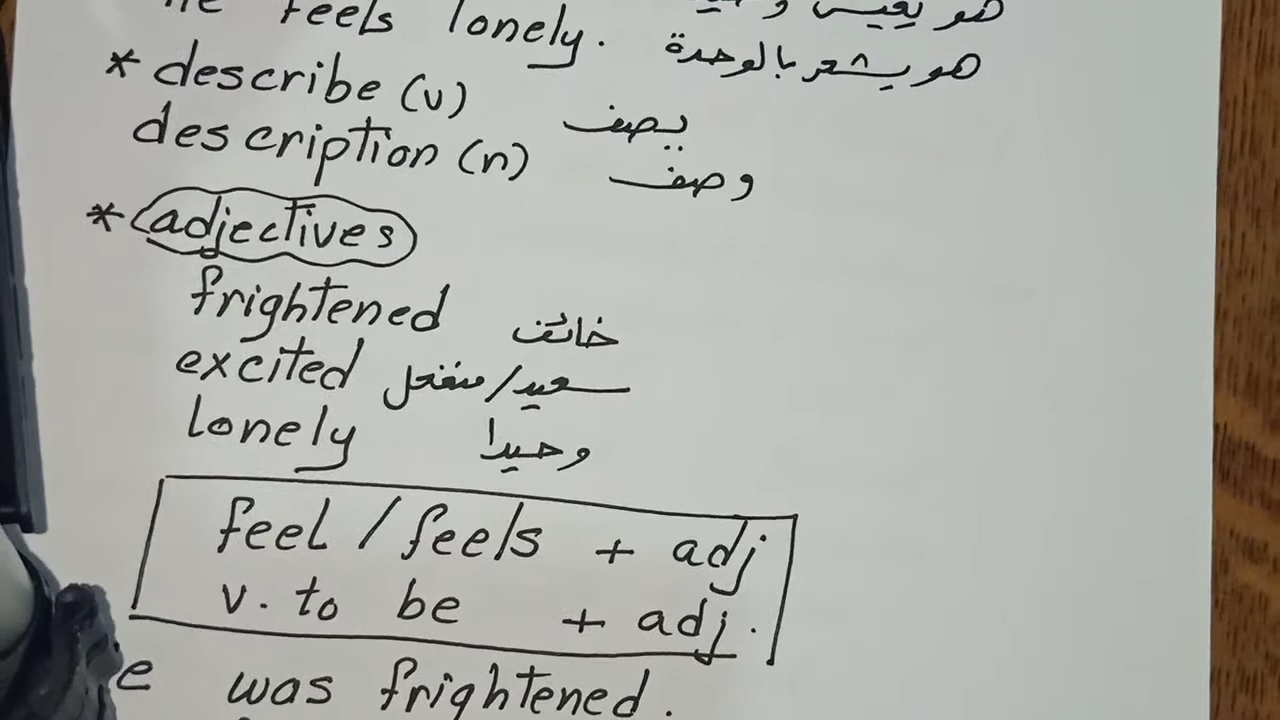 feels lonely. هو يشعر بالوحدة
* describe (v) يصف
description (n) وصف
* adjectives
frightened خائف
excited سعيد/منفعل
lonely وحيدا
feel / feels + adj
v. to be + adj.
e was frightened.